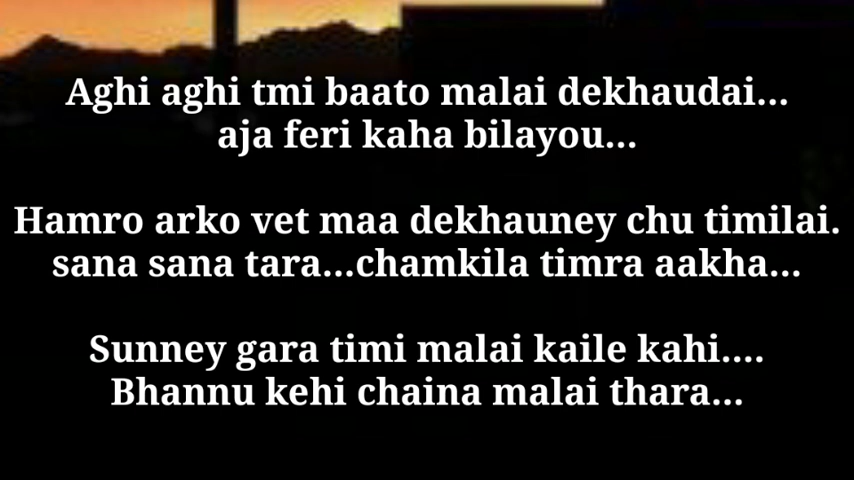 Aghi aghi tmi baato malai dekhaudai...
aja feri kaha bilayou...
Hamro arko vet maa dekhauney chu timilai.
sana sana tara...chamkila timra aakha...
Sunney gara timi malai kaile kahi....
Bhannu kehi chaina malai thara...